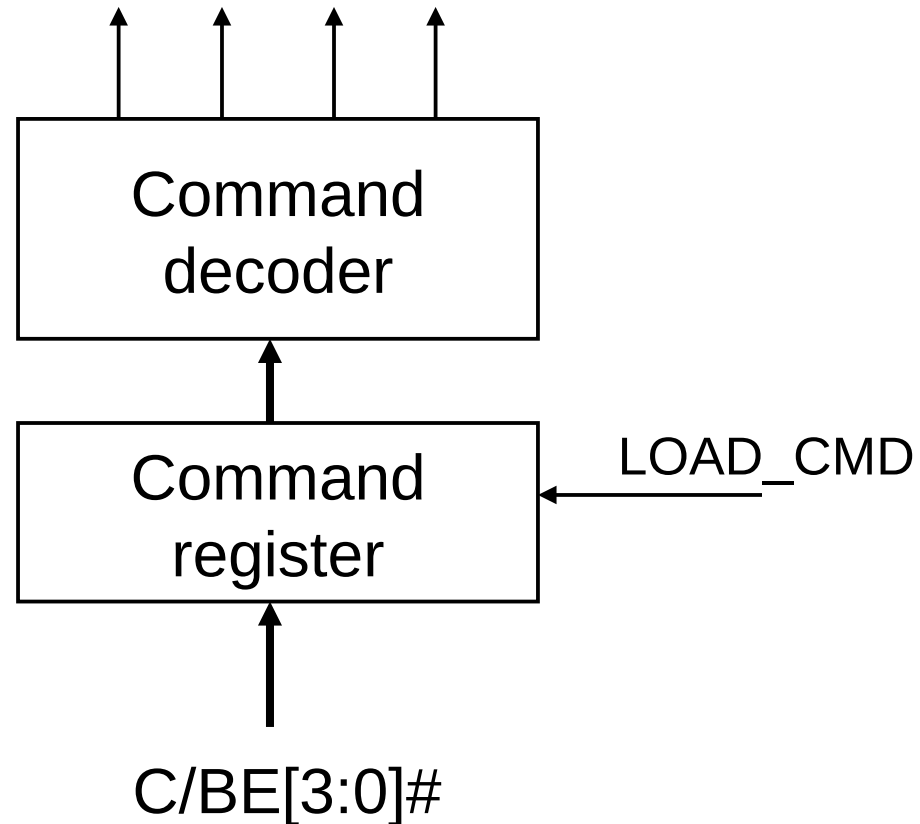 Command
decoder
Command
register
LOAD_CMD
C/BE[3:0]#